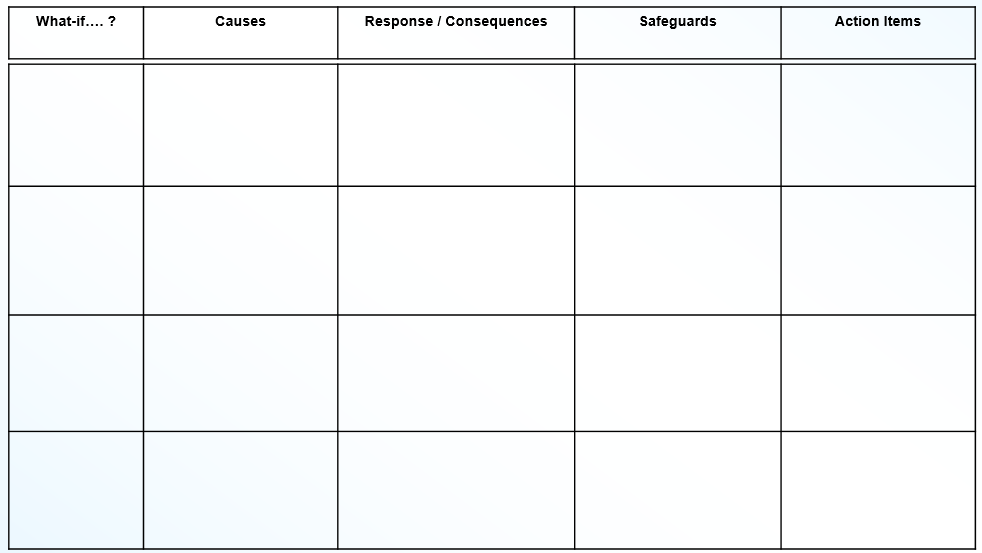 What-if.... ?
Causes
Response / Consequences
Safeguards
Action Items